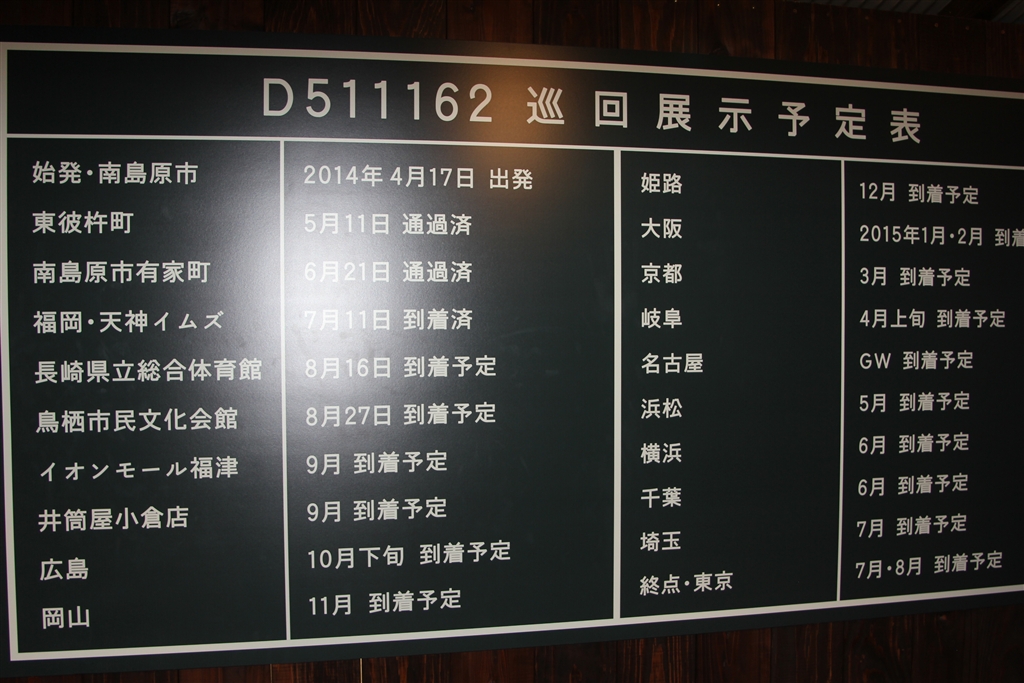 D511162 巡回展示予定表
始発・南島原市 2014年 4月17日 出発
東彼杵町 5月11日 通過済
南島原市有家町 6月21日 通過済
福岡・天神イムズ 7月11日 到着済
長崎県立総合体育館 8月16日 到着予定
鳥栖市民文化会館 8月27日 到着予定
イオンモール福津 9月 到着予定
井筒屋小倉店 9月 到着予定
広島 10月下旬 到着予定
岡山 11月 到着予定
姫路 12月 到着予定
大阪 2015年1月・2月 到着
京都 3月 到着予定
岐阜 4月上旬 到着予定
名古屋 GW 到着予定
浜松 5月 到着予定
横浜 6月 到着予定
千葉 6月 到着予定
埼玉 7月 到着予定
終点・東京 7月・8月 到着予定